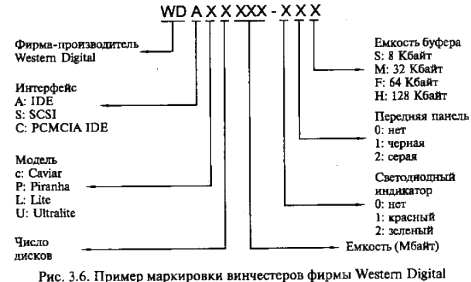 WD A X X XXX - X X X
Фирма-производитель
Western Digital
Интерфейс
A: IDE
S: SCSI
C: PCMCIA IDE
Модель
c: Caviar
P: Piranha
L: Lite
U: Ultralite
Число
дисков
Емкость буфера
S: 8 Кбайт
M: 32 Кбайт
F: 64 Кбайт
H: 128 Кбайт
Передняя панель
0: нет
1: черная
2: серая
Светодиодный
индикатор
0: нет
1: красный
2: зеленый
Емкость (Мбайт)
Рис. 3.6. Пример маркировки винчестеров фирмы Western Digital